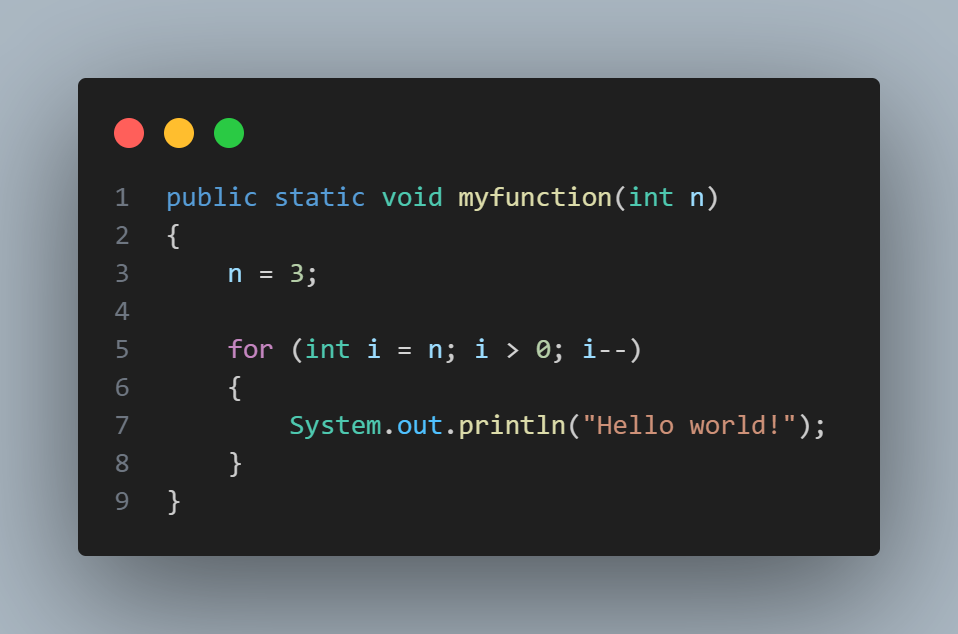 1 public static void myfunction(int n)
2 {
3     n = 3;
4
5     for (int i = n; i > 0; i--)
6     {
7         System.out.println("Hello world!");
8     }
9 }